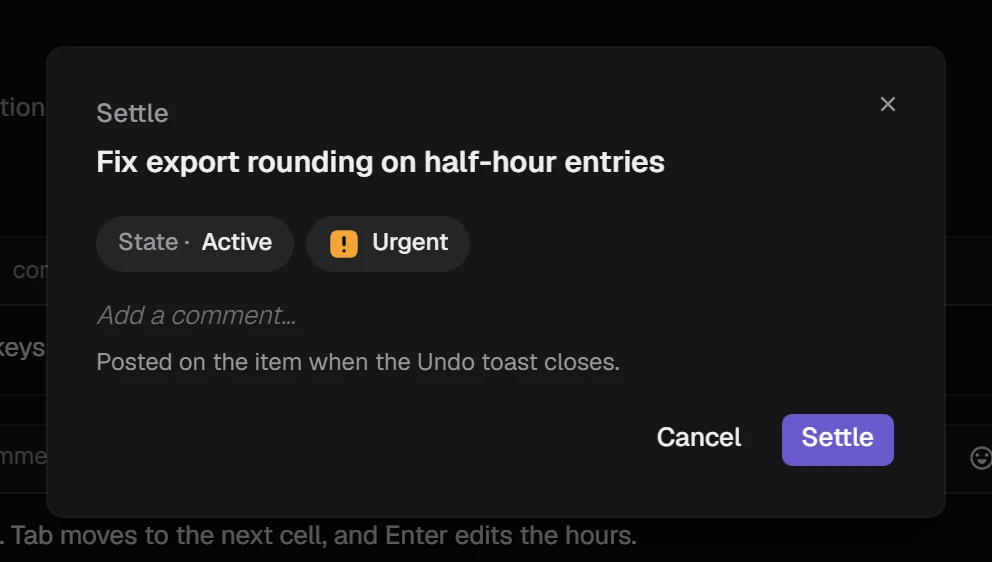 Settle
Fix export rounding on half-hour entries
State · Active
! Urgent
Add a comment...
Posted on the item when the Undo toast closes.
Cancel Settle
. Tab moves to the next cell, and Enter edits the hours.